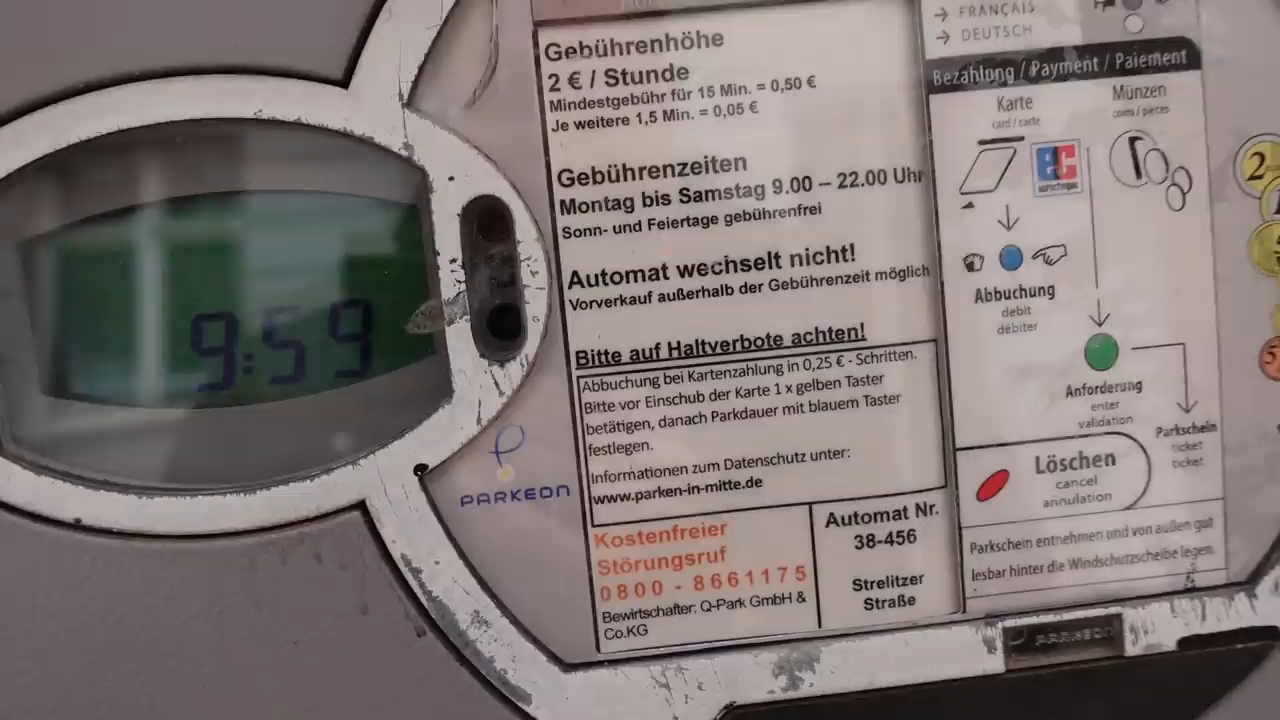 9:59
Gebührenhöhe
2 € / Stunde
Mindestgebühr für 15 Min. = 0,50 €
Je weitere 1,5 Min. = 0,05 €
Gebührenzeiten
Montag bis Samstag 9.00 – 22.00 Uhr
Sonn- und Feiertage gebührenfrei
Automat wechselt nicht!
Vorverkauf außerhalb der Gebührenzeit möglich
Bitte auf Haltverbote achten!
Abbuchung bei Kartenzahlung in 0,25 € - Schritten.
Bitte vor Einschub der Karte 1 x gelben Taster
betätigen, danach Parkdauer mit blauem Taster
festlegen.
Informationen zum Datenschutz unter:
www.parken-in-mitte.de
Kostenfreier
Störungsruf
0800 - 8661175
Bewirtschafter: Q-Park GmbH &
Co.KG
Automat Nr.
38-456
Strelitzer
Straße
PARKEON
→ FRANÇAIS
→ DEUTSCH
Bezahlung / Payment / Paiement
Karte
card / carte
Münzen
coins / pièces
ec
Abbuchung
debit
débiter
Anforderung
enter
validation
Parkschein
ticket
ticket
Löschen
cancel
annulation
Parkschein entnehmen und von außen gut
lesbar hinter die Windschutzscheibe legen.
PARKEON
2
5